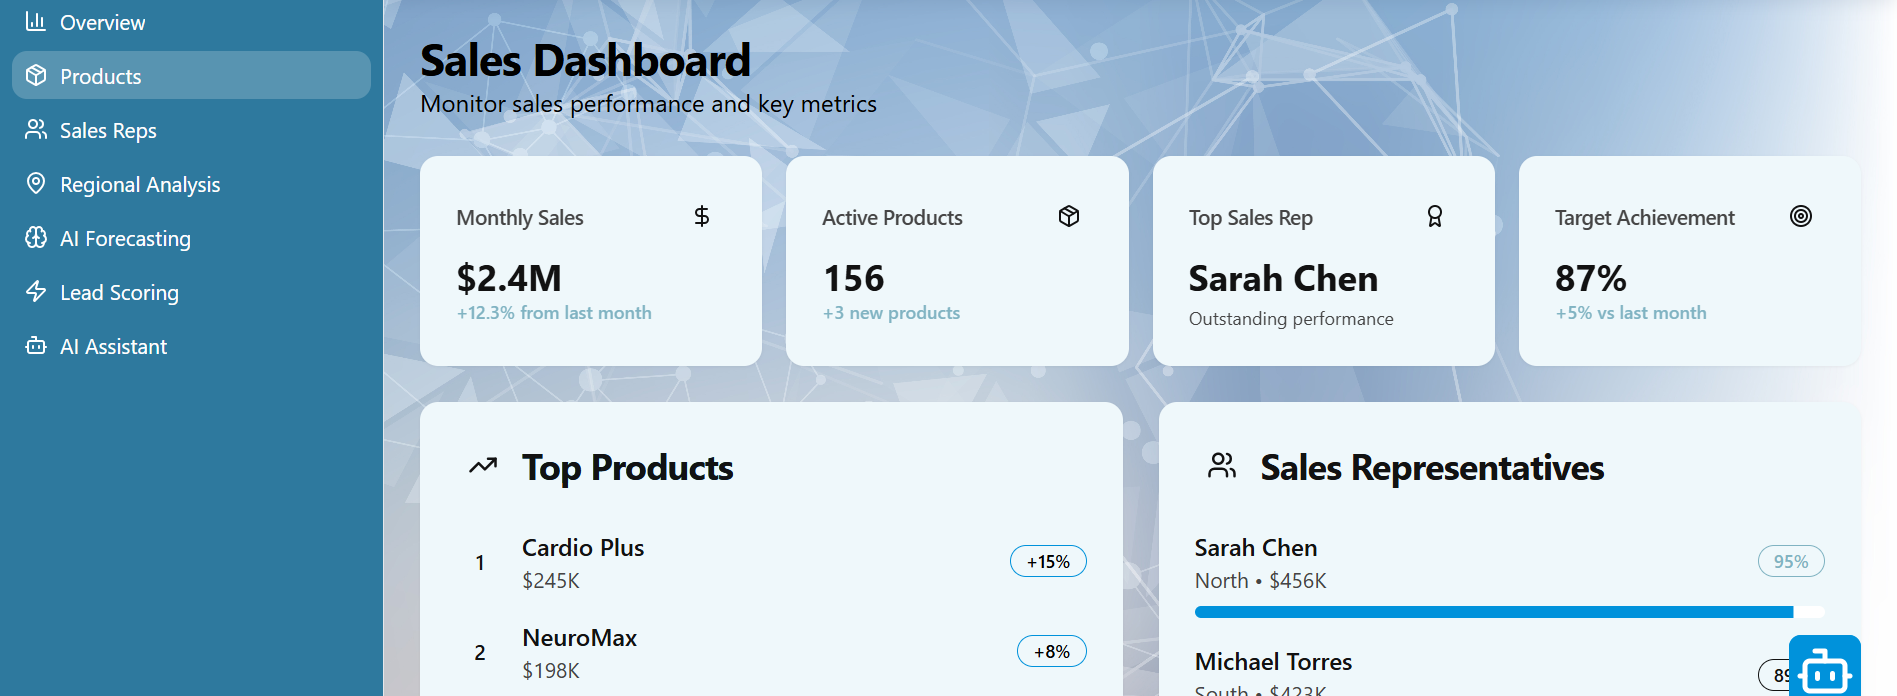 Overview
Products
Sales Reps
Regional Analysis
AI Forecasting
Lead Scoring
AI Assistant
Sales Dashboard
Monitor sales performance and key metrics
Monthly Sales
$2.4M
+12.3% from last month
Active Products
156
+3 new products
Top Sales Rep
Sarah Chen
Outstanding performance
Target Achievement
87%
+5% vs last month
Top Products
1
Cardio Plus
$245K
+15%
2
NeuroMax
$198K
+8%
Sales Representatives
Sarah Chen
North • $456K
95%
Michael Torres
South • $423K